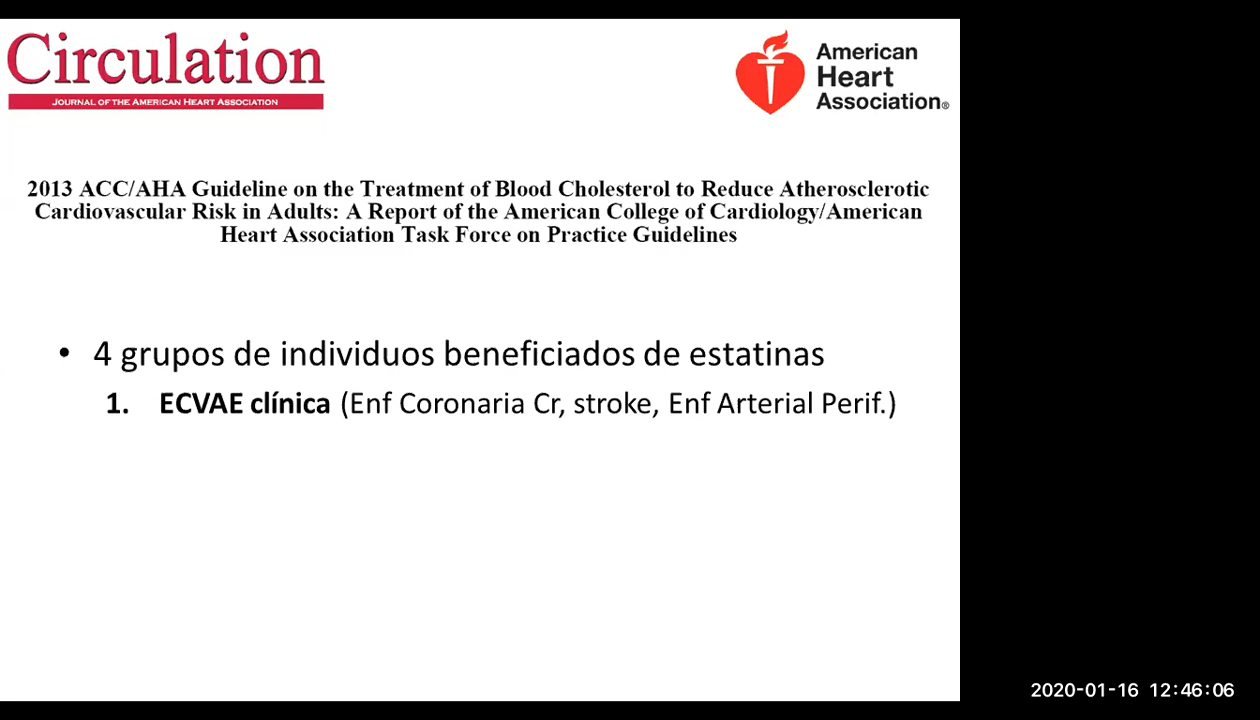 Circulation
JOURNAL OF THE AMERICAN HEART ASSOCIATION
American
Heart
Association®
2013 ACC/AHA Guideline on the Treatment of Blood Cholesterol to Reduce Atherosclerotic
Cardiovascular Risk in Adults: A Report of the American College of Cardiology/American
Heart Association Task Force on Practice Guidelines
• 4 grupos de individuos beneficiados de estatinas
1. ECVAE clínica (Enf Coronaria Cr, stroke, Enf Arterial Perif.)
2020-01-16 12:46:06